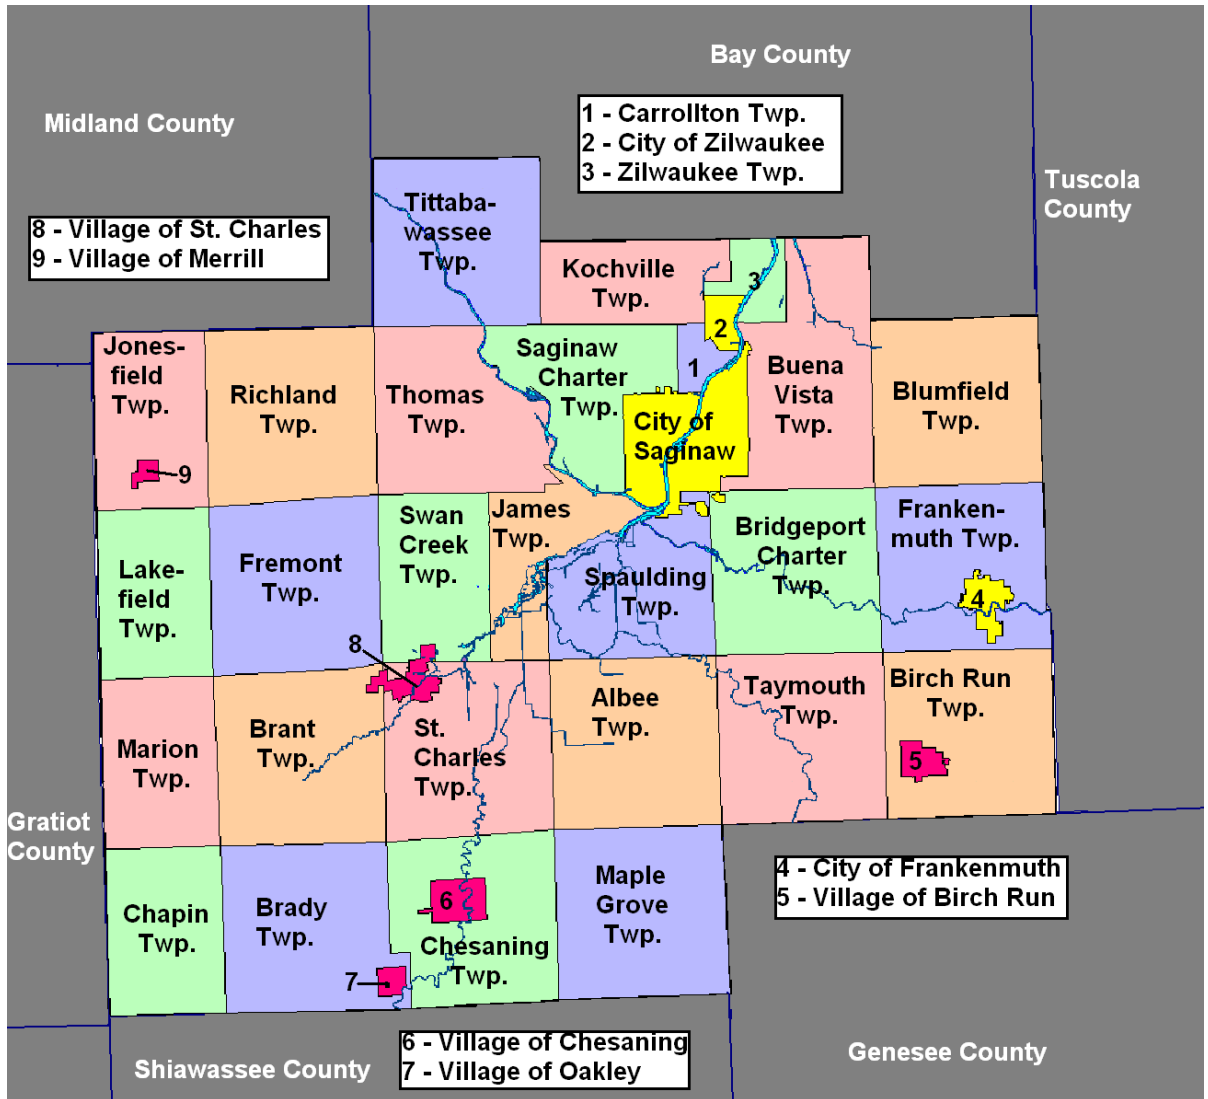 Bay County
Midland County
1 - Carrollton Twp.
2 - City of Zilwaukee
3 - Zilwaukee Twp.
Tuscola
County
8 - Village of St. Charles
9 - Village of Merrill
Tittaba-
wassee
Twp.
Kochville
Twp.
3
2
1
Jones-
field
Twp.
9
Richland
Twp.
Thomas
Twp.
Saginaw
Charter
Twp.
City of
Saginaw
Buena
Vista
Twp.
Blumfield
Twp.
Lake-
field
Twp.
Fremont
Twp.
Swan
Creek
Twp.
James
Twp.
Spaulding
Twp.
Bridgeport
Charter
Twp.
Franken-
muth Twp.
4
8
Marion
Twp.
Brant
Twp.
St.
Charles
Twp.
Albee
Twp.
Taymouth
Twp.
Birch Run
Twp.
5
Gratiot
County
Chapin
Twp.
Brady
Twp.
6
Chesaning
Twp.
7
Maple
Grove
Twp.
4 - City of Frankenmuth
5 - Village of Birch Run
6 - Village of Chesaning
7 - Village of Oakley
Shiawassee County
Genesee County